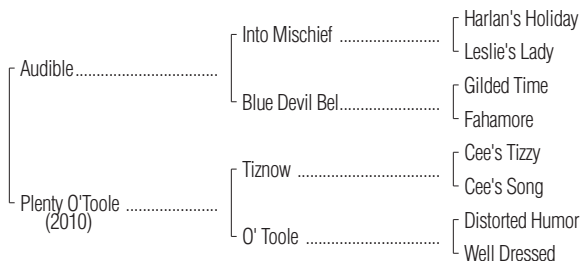 Harlan's Holiday
Into Mischief ....................
Leslie's Lady
Audible.....................................
Gilded Time
Blue Devil Bel....................
Fahamore
Cee's Tizzy
Tiznow ..............................
Cee's Song
Plenty O'Toole ........................
(2010)
Distorted Humor
O' Toole ............................
Well Dressed